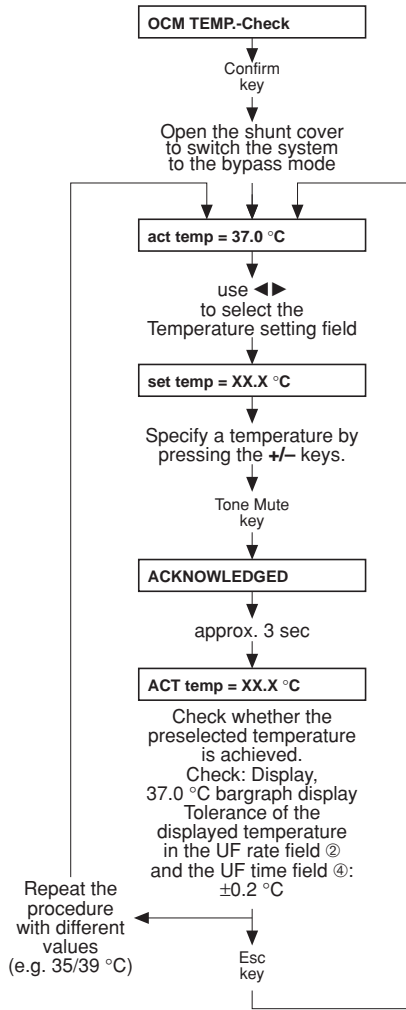 OCM TEMP.-Check
Confirm
key
Open the shunt cover
to switch the system
to the bypass mode
act temp = 37.0 °C
use ◀ ▶
to select the
Temperature setting field
set temp = XX.X °C
Specify a temperature by
pressing the +/– keys.
Tone Mute
key
ACKNOWLEDGED
approx. 3 sec
ACT temp = XX.X °C
Check whether the
preselected temperature
is achieved.
Check: Display,
37.0 °C bargraph display
Tolerance of the
displayed temperature
in the UF rate field ②
and the UF time field ④:
±0.2 °C
Repeat the
procedure
with different
values
(e.g. 35/39 °C)
Esc
key